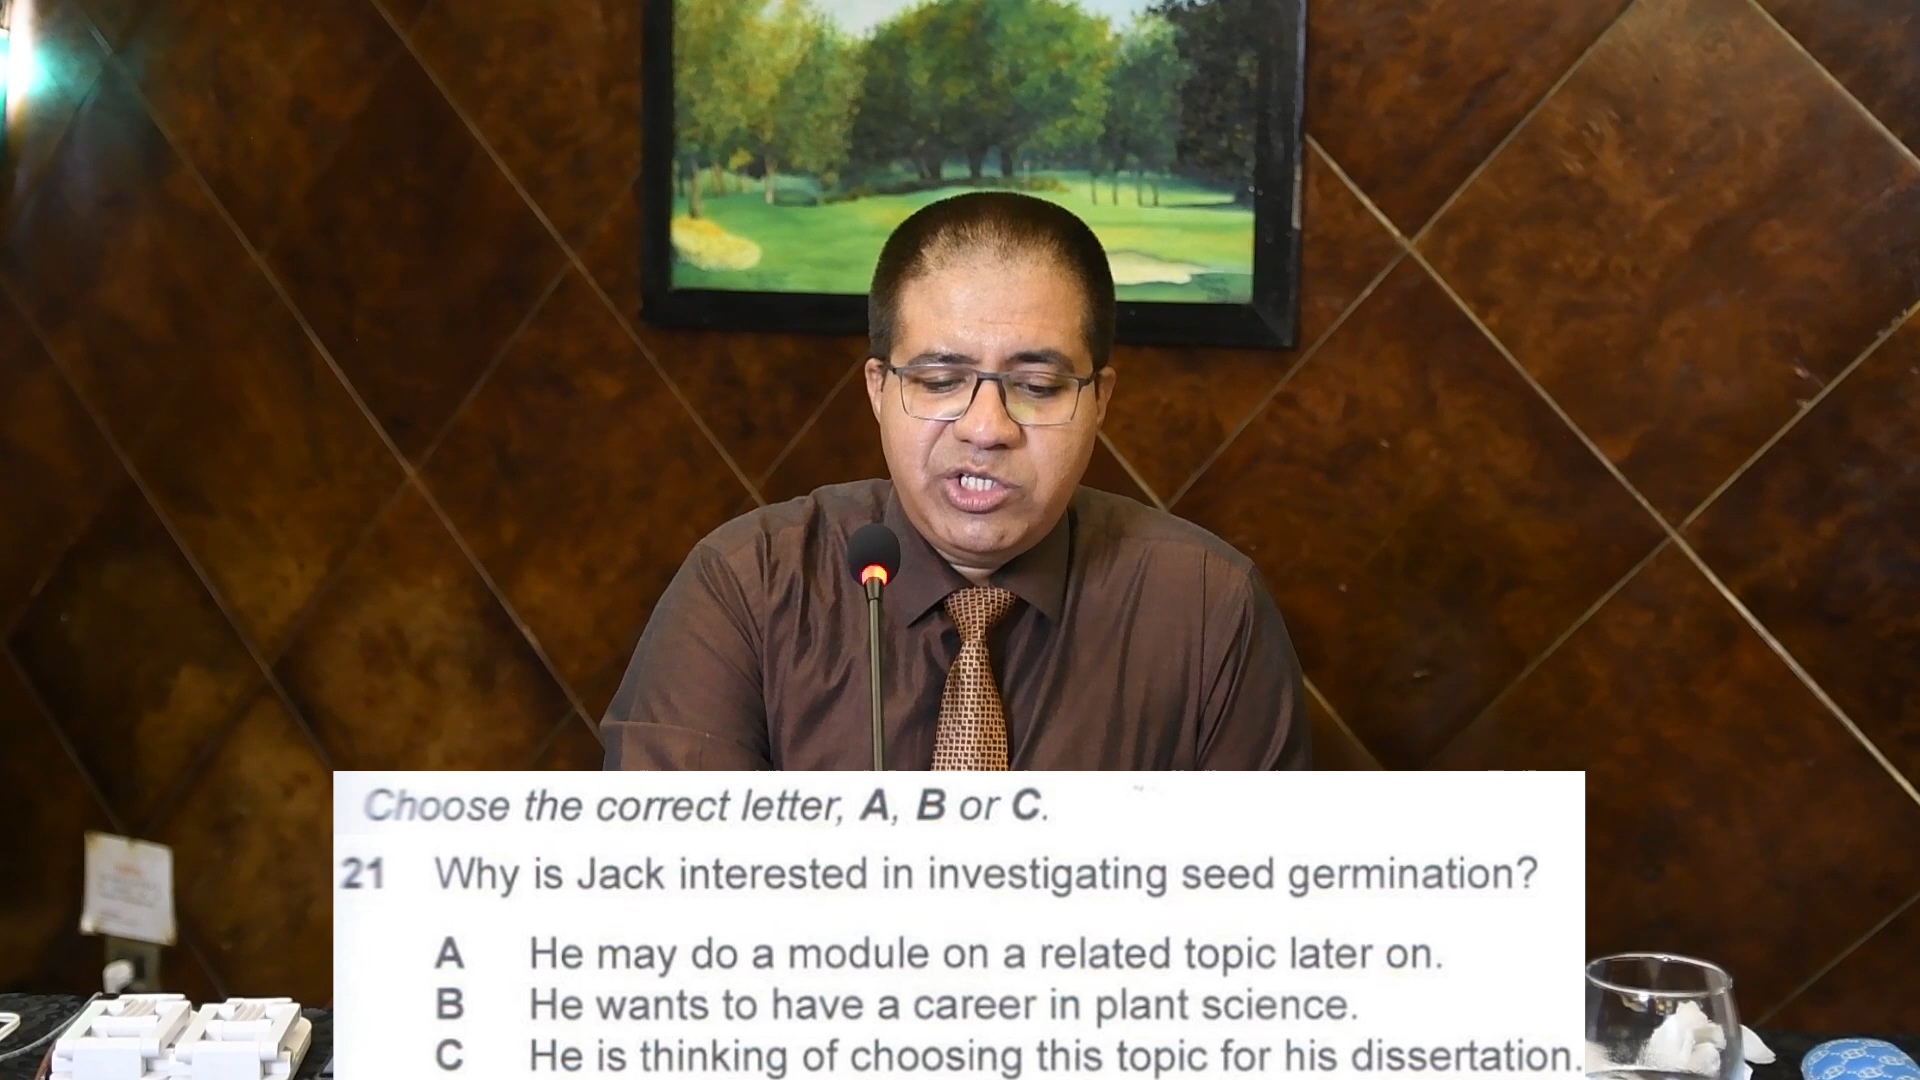 Choose the correct letter, A, B or C.
21 Why is Jack interested in investigating seed germination?
A He may do a module on a related topic later on.
B He wants to have a career in plant science.
C He is thinking of choosing this topic for his dissertation.